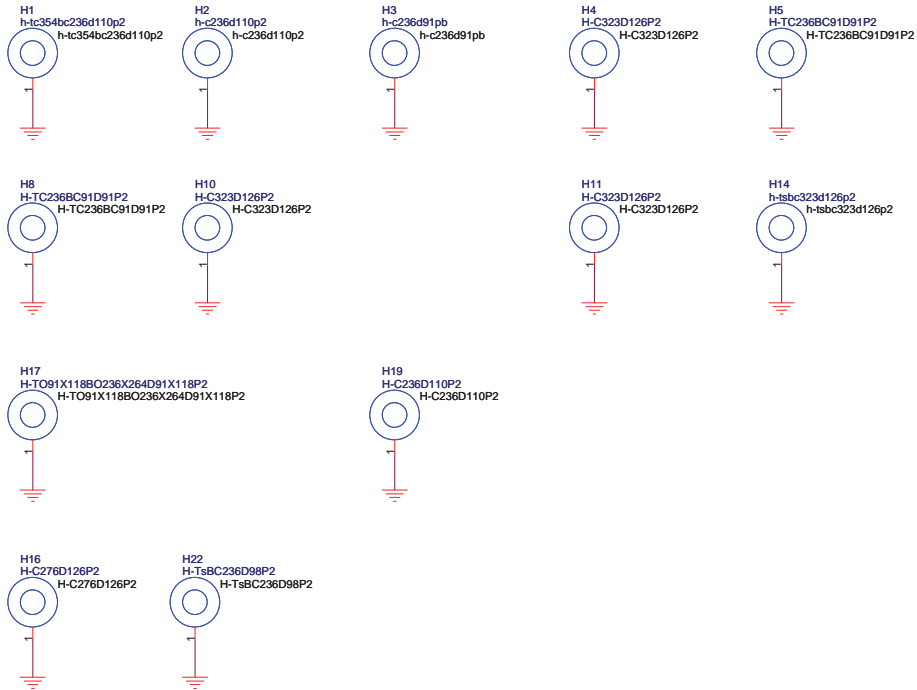 H1
h-tc354bc236d110p2
h-tc354bc236d110p2
1
H2
h-c236d110p2
h-c236d110p2
1
H3
h-c236d91pb
h-c236d91pb
1
H4
H-C323D126P2
H-C323D126P2
1
H5
H-TC236BC91D91P2
H-TC236BC91D91P2
1
H8
H-TC236BC91D91P2
H-TC236BC91D91P2
1
H10
H-C323D126P2
H-C323D126P2
1
H11
H-C323D126P2
H-C323D126P2
1
H14
h-tsbc323d126p2
h-tsbc323d126p2
1
H17
H-TO91X118BO236X264D91X118P2
H-TO91X118BO236X264D91X118P2
1
H19
H-C236D110P2
H-C236D110P2
1
H16
H-C276D126P2
H-C276D126P2
1
H22
H-TsBC236D98P2
H-TsBC236D98P2
1